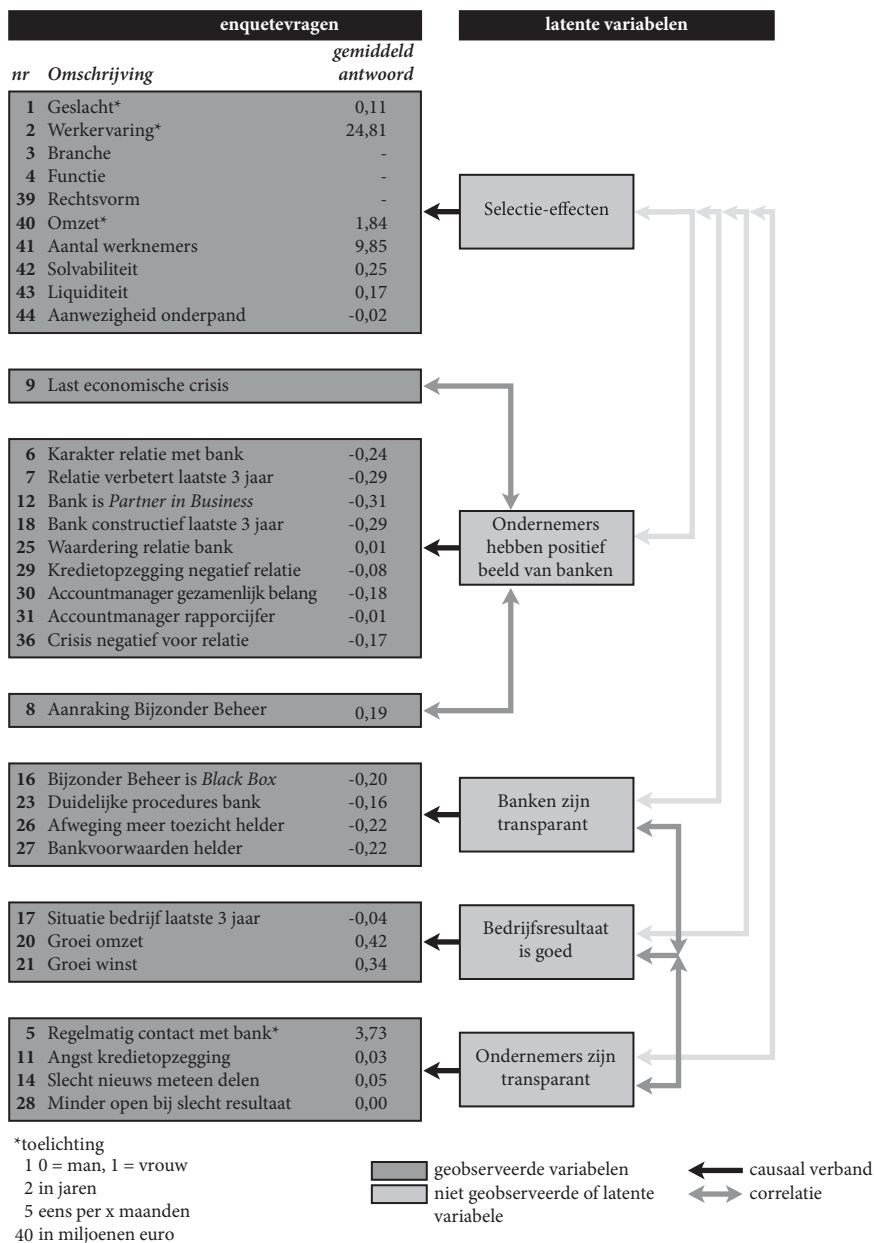 enquetevragen
latente variabelen
gemiddeld
nr Omschrijving antwoord
1 Geslacht* 0,11
2 Werkervaring* 24,81
3 Branche -
4 Functie -
39 Rechtsvorm -
40 Omzet* 1,84
41 Aantal werknemers 9,85
42 Solvabiliteit 0,25
43 Liquiditeit 0,17
44 Aanwezigheid onderpand -0,02
Selectie-effecten
9 Last economische crisis
6 Karakter relatie met bank -0,24
7 Relatie verbetert laatste 3 jaar -0,29
12 Bank is Partner in Business -0,31
18 Bank constructief laatste 3 jaar -0,29
25 Waardering relatie bank 0,01
29 Kredietopzegging negatief relatie -0,08
30 Accountmanager gezamenlijk belang -0,18
31 Accountmanager rapporcijfer -0,01
36 Crisis negatief voor relatie -0,17
Ondernemers
hebben positief
beeld van banken
8 Aanraking Bijzonder Beheer 0,19
16 Bijzonder Beheer is Black Box -0,20
23 Duidelijke procedures bank -0,16
26 Afweging meer toezicht helder -0,22
27 Bankvoorwaarden helder -0,22
Banken zijn
transparant
17 Situatie bedrijf laatste 3 jaar -0,04
20 Groei omzet 0,42
21 Groei winst 0,34
Bedrijfsresultaat
is goed
5 Regelmatig contact met bank* 3,73
11 Angst kredietopzegging 0,03
14 Slecht nieuws meteen delen 0,05
28 Minder open bij slecht resultaat 0,00
Ondernemers zijn
transparant
*toelichting
1 0 = man, 1 = vrouw
2 in jaren
5 eens per x maanden
40 in miljoenen euro
geobserveerde variabelen
niet geobserveerde of latente
variabele
causaal verband
correlatie